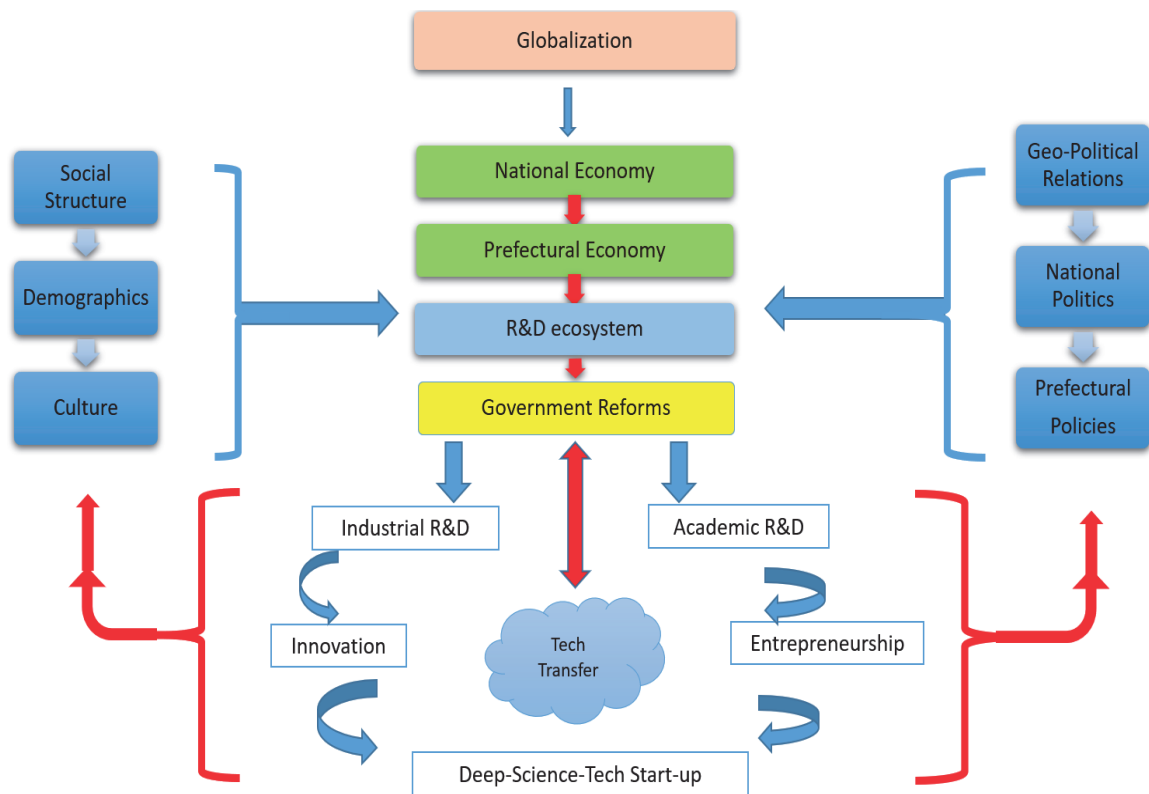 Globalization
National Economy
Prefectural Economy
R&D ecosystem
Government Reforms
Social
Structure
Demographics
Culture
Geo-Political
Relations
National
Politics
Prefectural
Policies
Industrial R&D
Academic R&D
Innovation
Tech
Transfer
Entrepreneurship
Deep-Science-Tech Start-up